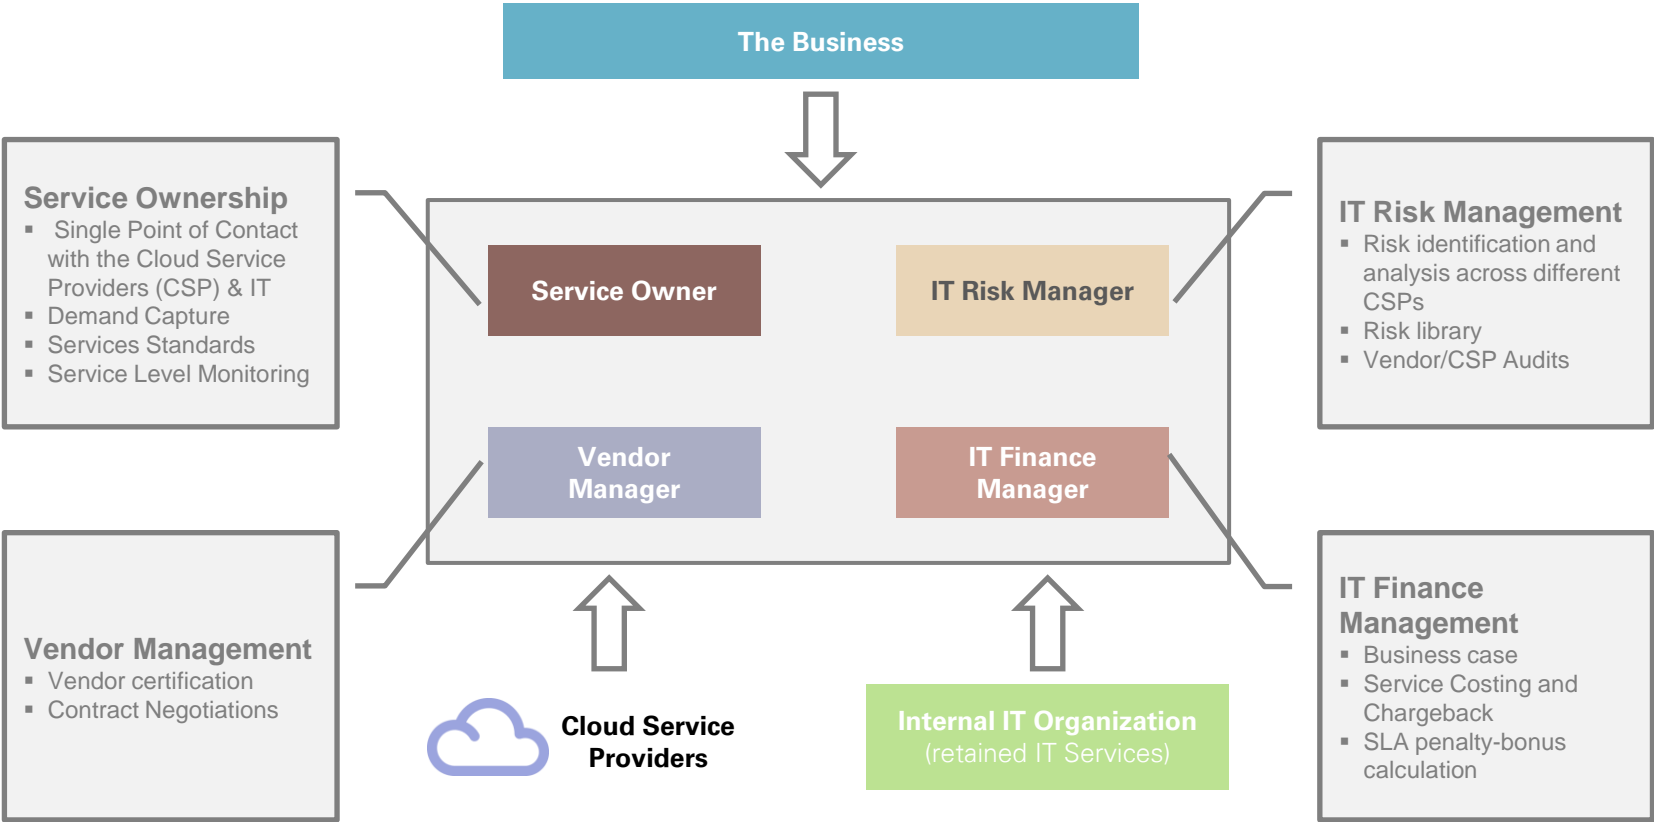 The Business
Service Ownership
▪ Single Point of Contact
with the Cloud Service
Providers (CSP) & IT
▪ Demand Capture
▪ Services Standards
▪ Service Level Monitoring
Service Owner
IT Risk Manager
IT Risk Management
▪ Risk identification and
analysis across different
CSPs
▪ Risk library
▪ Vendor/CSP Audits
Vendor
Manager
IT Finance
Manager
Vendor Management
▪ Vendor certification
▪ Contract Negotiations
Cloud Service
Providers
Internal IT Organization
(retained IT Services)
IT Finance
Management
▪ Business case
▪ Service Costing and
Chargeback
▪ SLA penalty-bonus
calculation